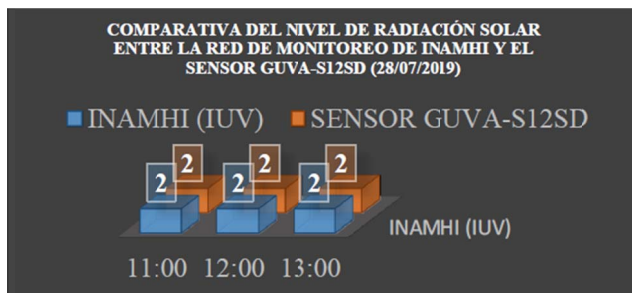 COMPARATIVA DEL NIVEL DE RADIACIÓN SOLAR
ENTRE LA RED DE MONITOREO DE INAMHI Y EL
SENSOR GUVA-S12SD (28/07/2019)
INAMHI (IUV) SENSOR GUVA-S12SD
2 2 2
2 2 2
INAMHI (IUV)
11:00 12:00 13:00